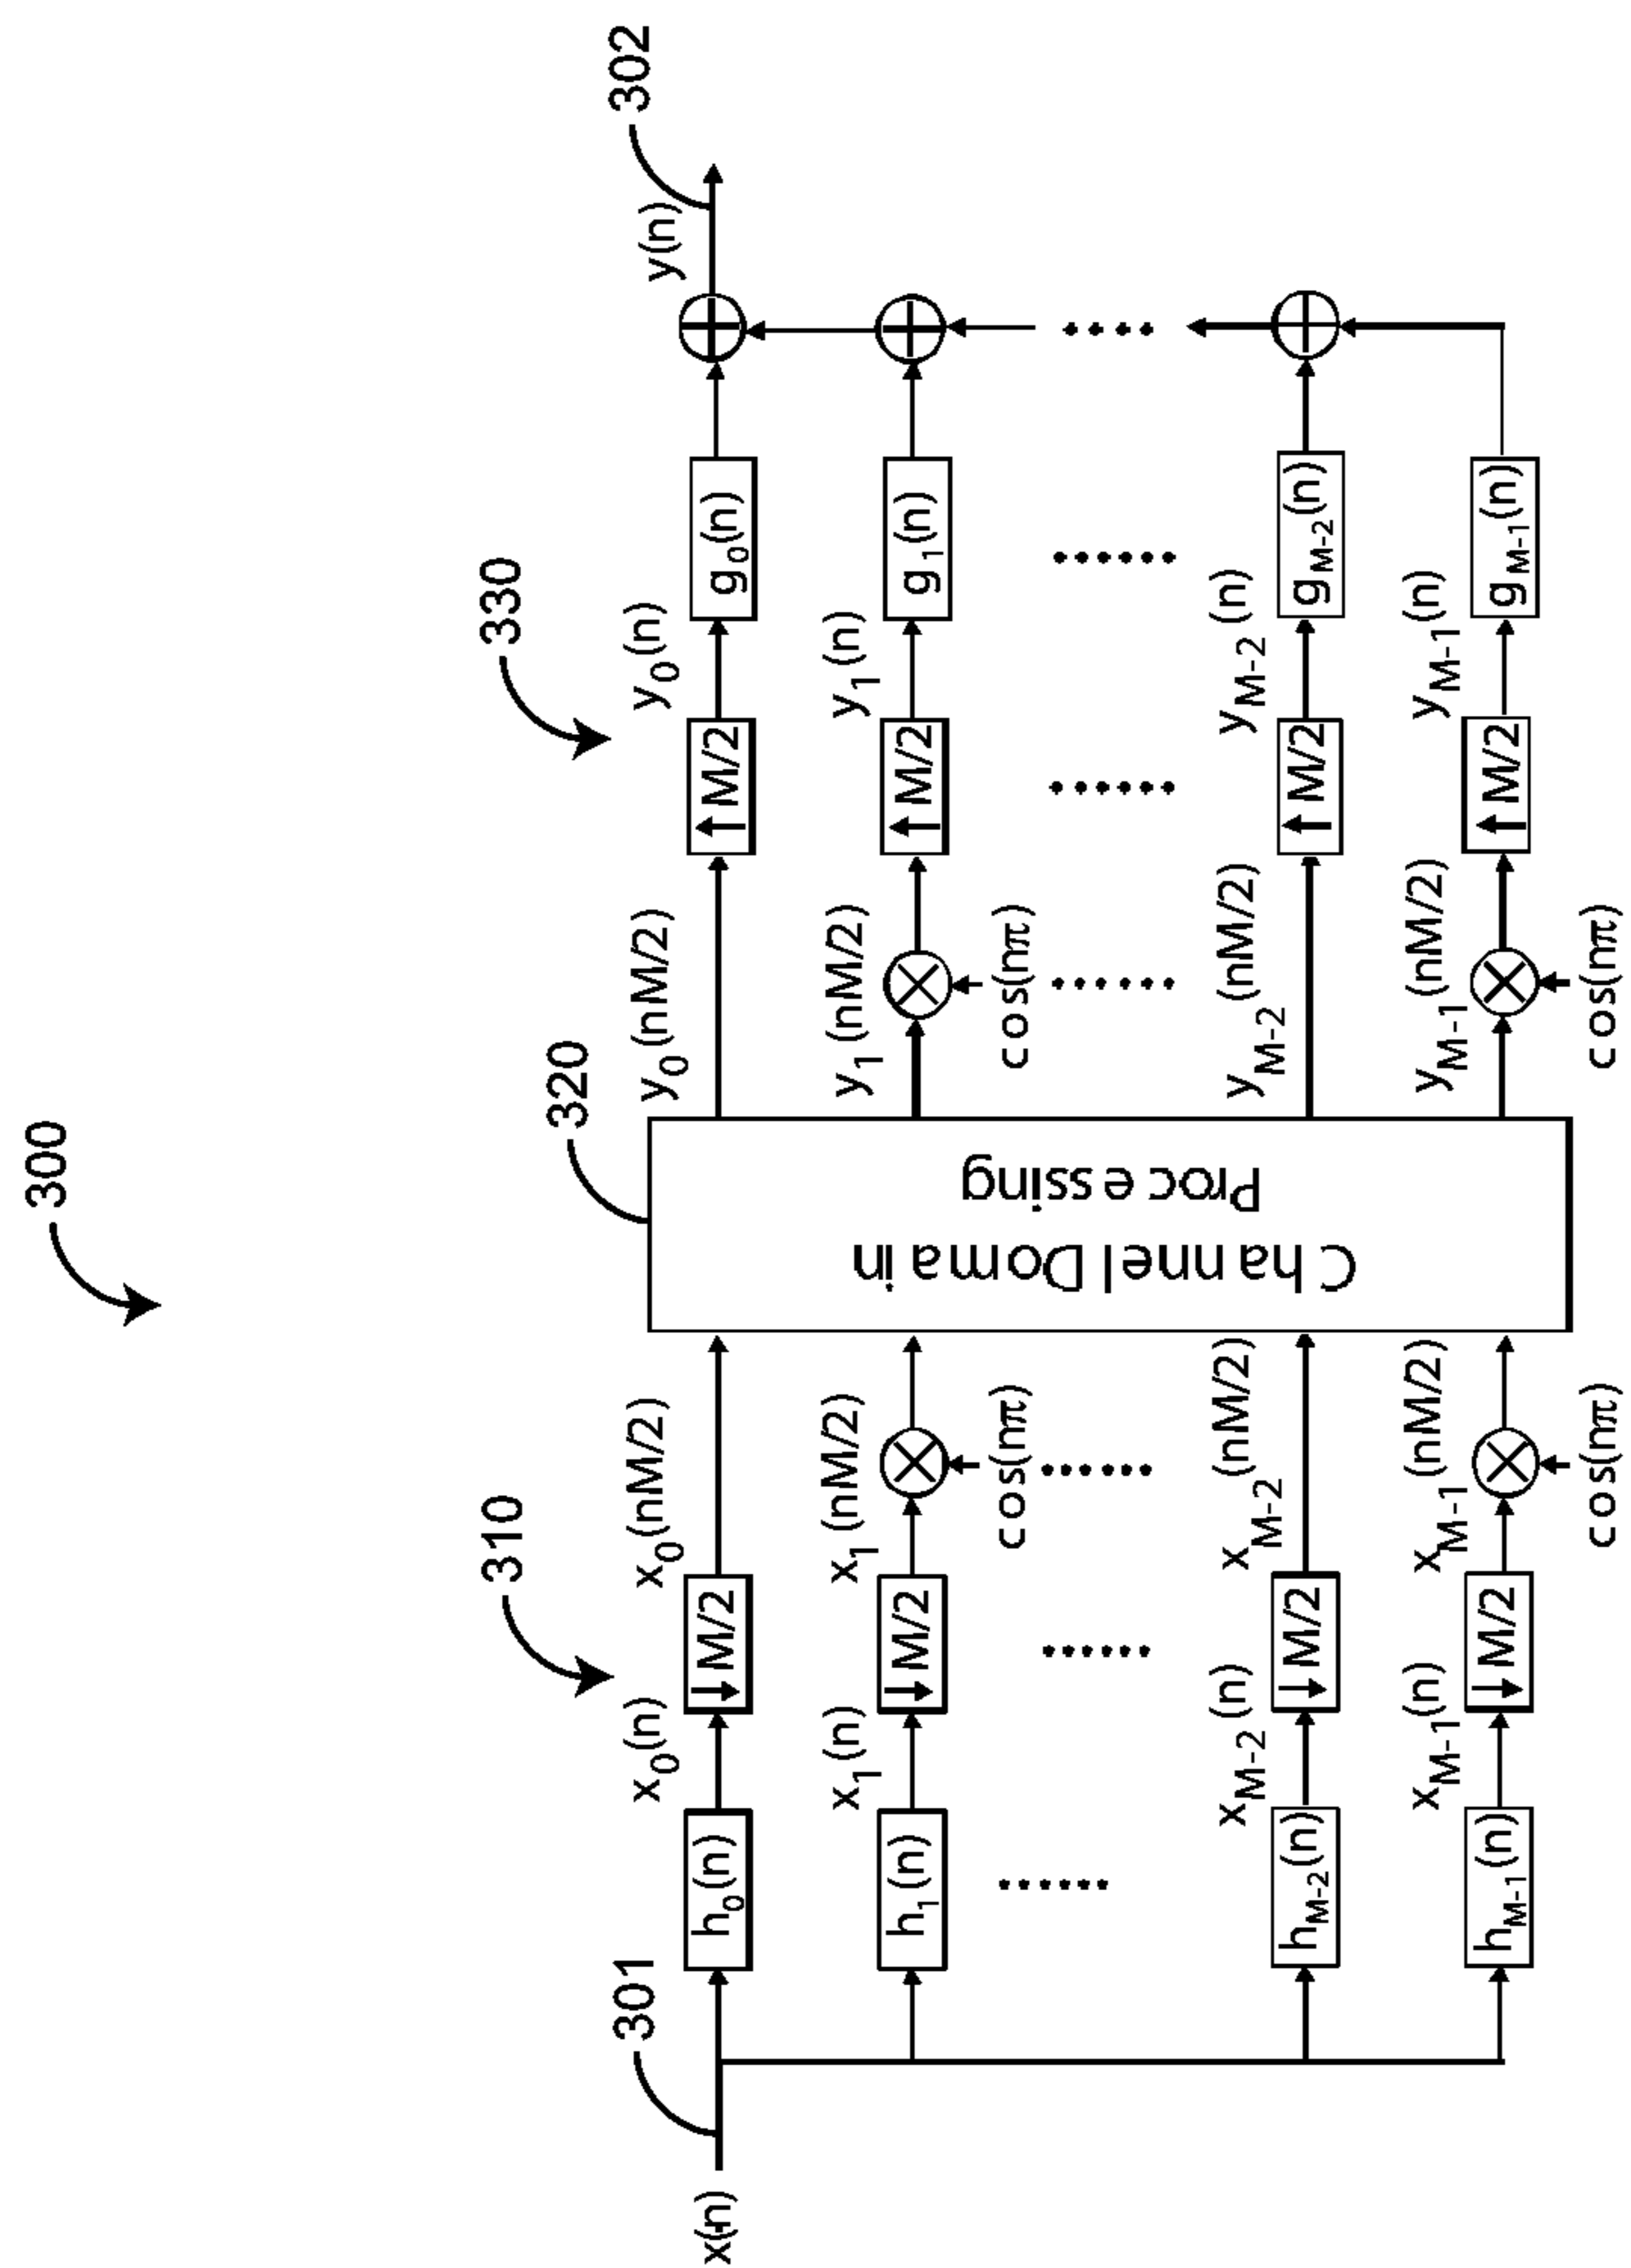 300
310
320
330
301
302
x(n)
h0(n)
x0(n)
↓M/2
x0(nM/2)
y0(nM/2)
↑M/2
y0(n)
g0(n)
y(n)
h1(n)
x1(n)
↓M/2
x1(nM/2)
cos(nπ)
y1(nM/2)
cos(nπ)
↑M/2
y1(n)
g1(n)
Channel Domain
Processing
......
......
......
......
......
......
....
hM-2(n)
xM-2(n)
↓M/2
xM-2(nM/2)
yM-2(nM/2)
↑M/2
yM-2(n)
gM-2(n)
hM-1(n)
xM-1(n)
↓M/2
xM-1(nM/2)
cos(nπ)
yM-1(nM/2)
cos(nπ)
↑M/2
yM-1(n)
gM-1(n)